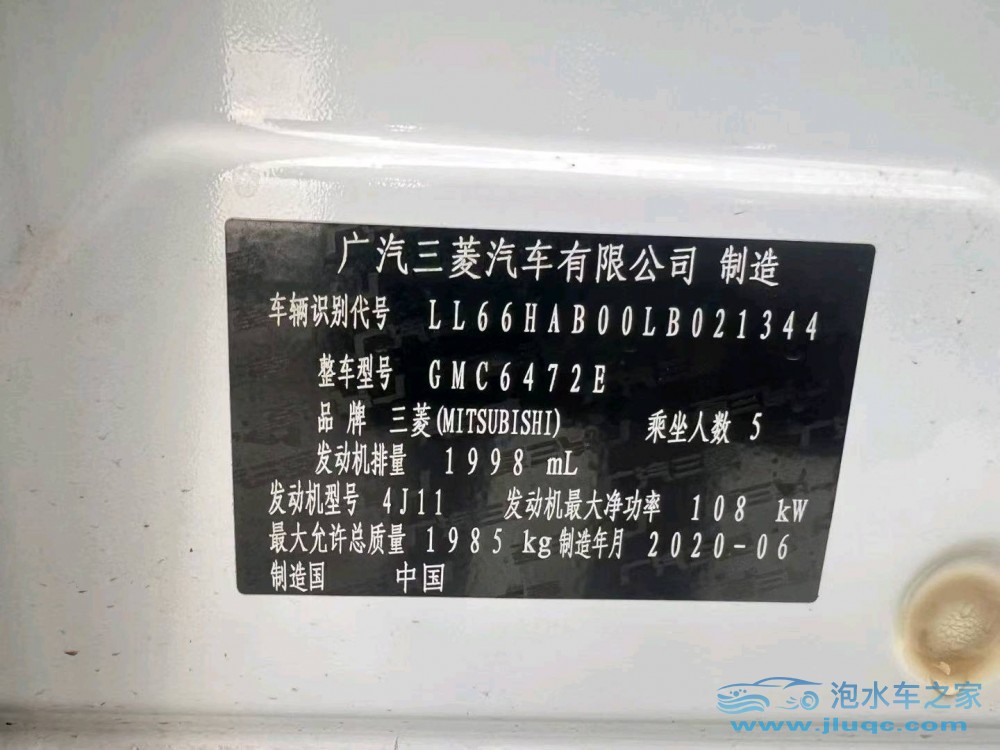 广汽三菱汽车有限公司 制造
车辆识别代号 LL66HAB00LB021344
整车型号 GMC6472E
品牌 三菱(MITSUBISHI) 乘坐人数 5
发动机排量 1998 mL
发动机型号 4J11 发动机最大净功率 108 kW
最大允许总质量 1985 kg 制造年月 2020-06
制造国 中国
泡水车之家
www.jluqc.com